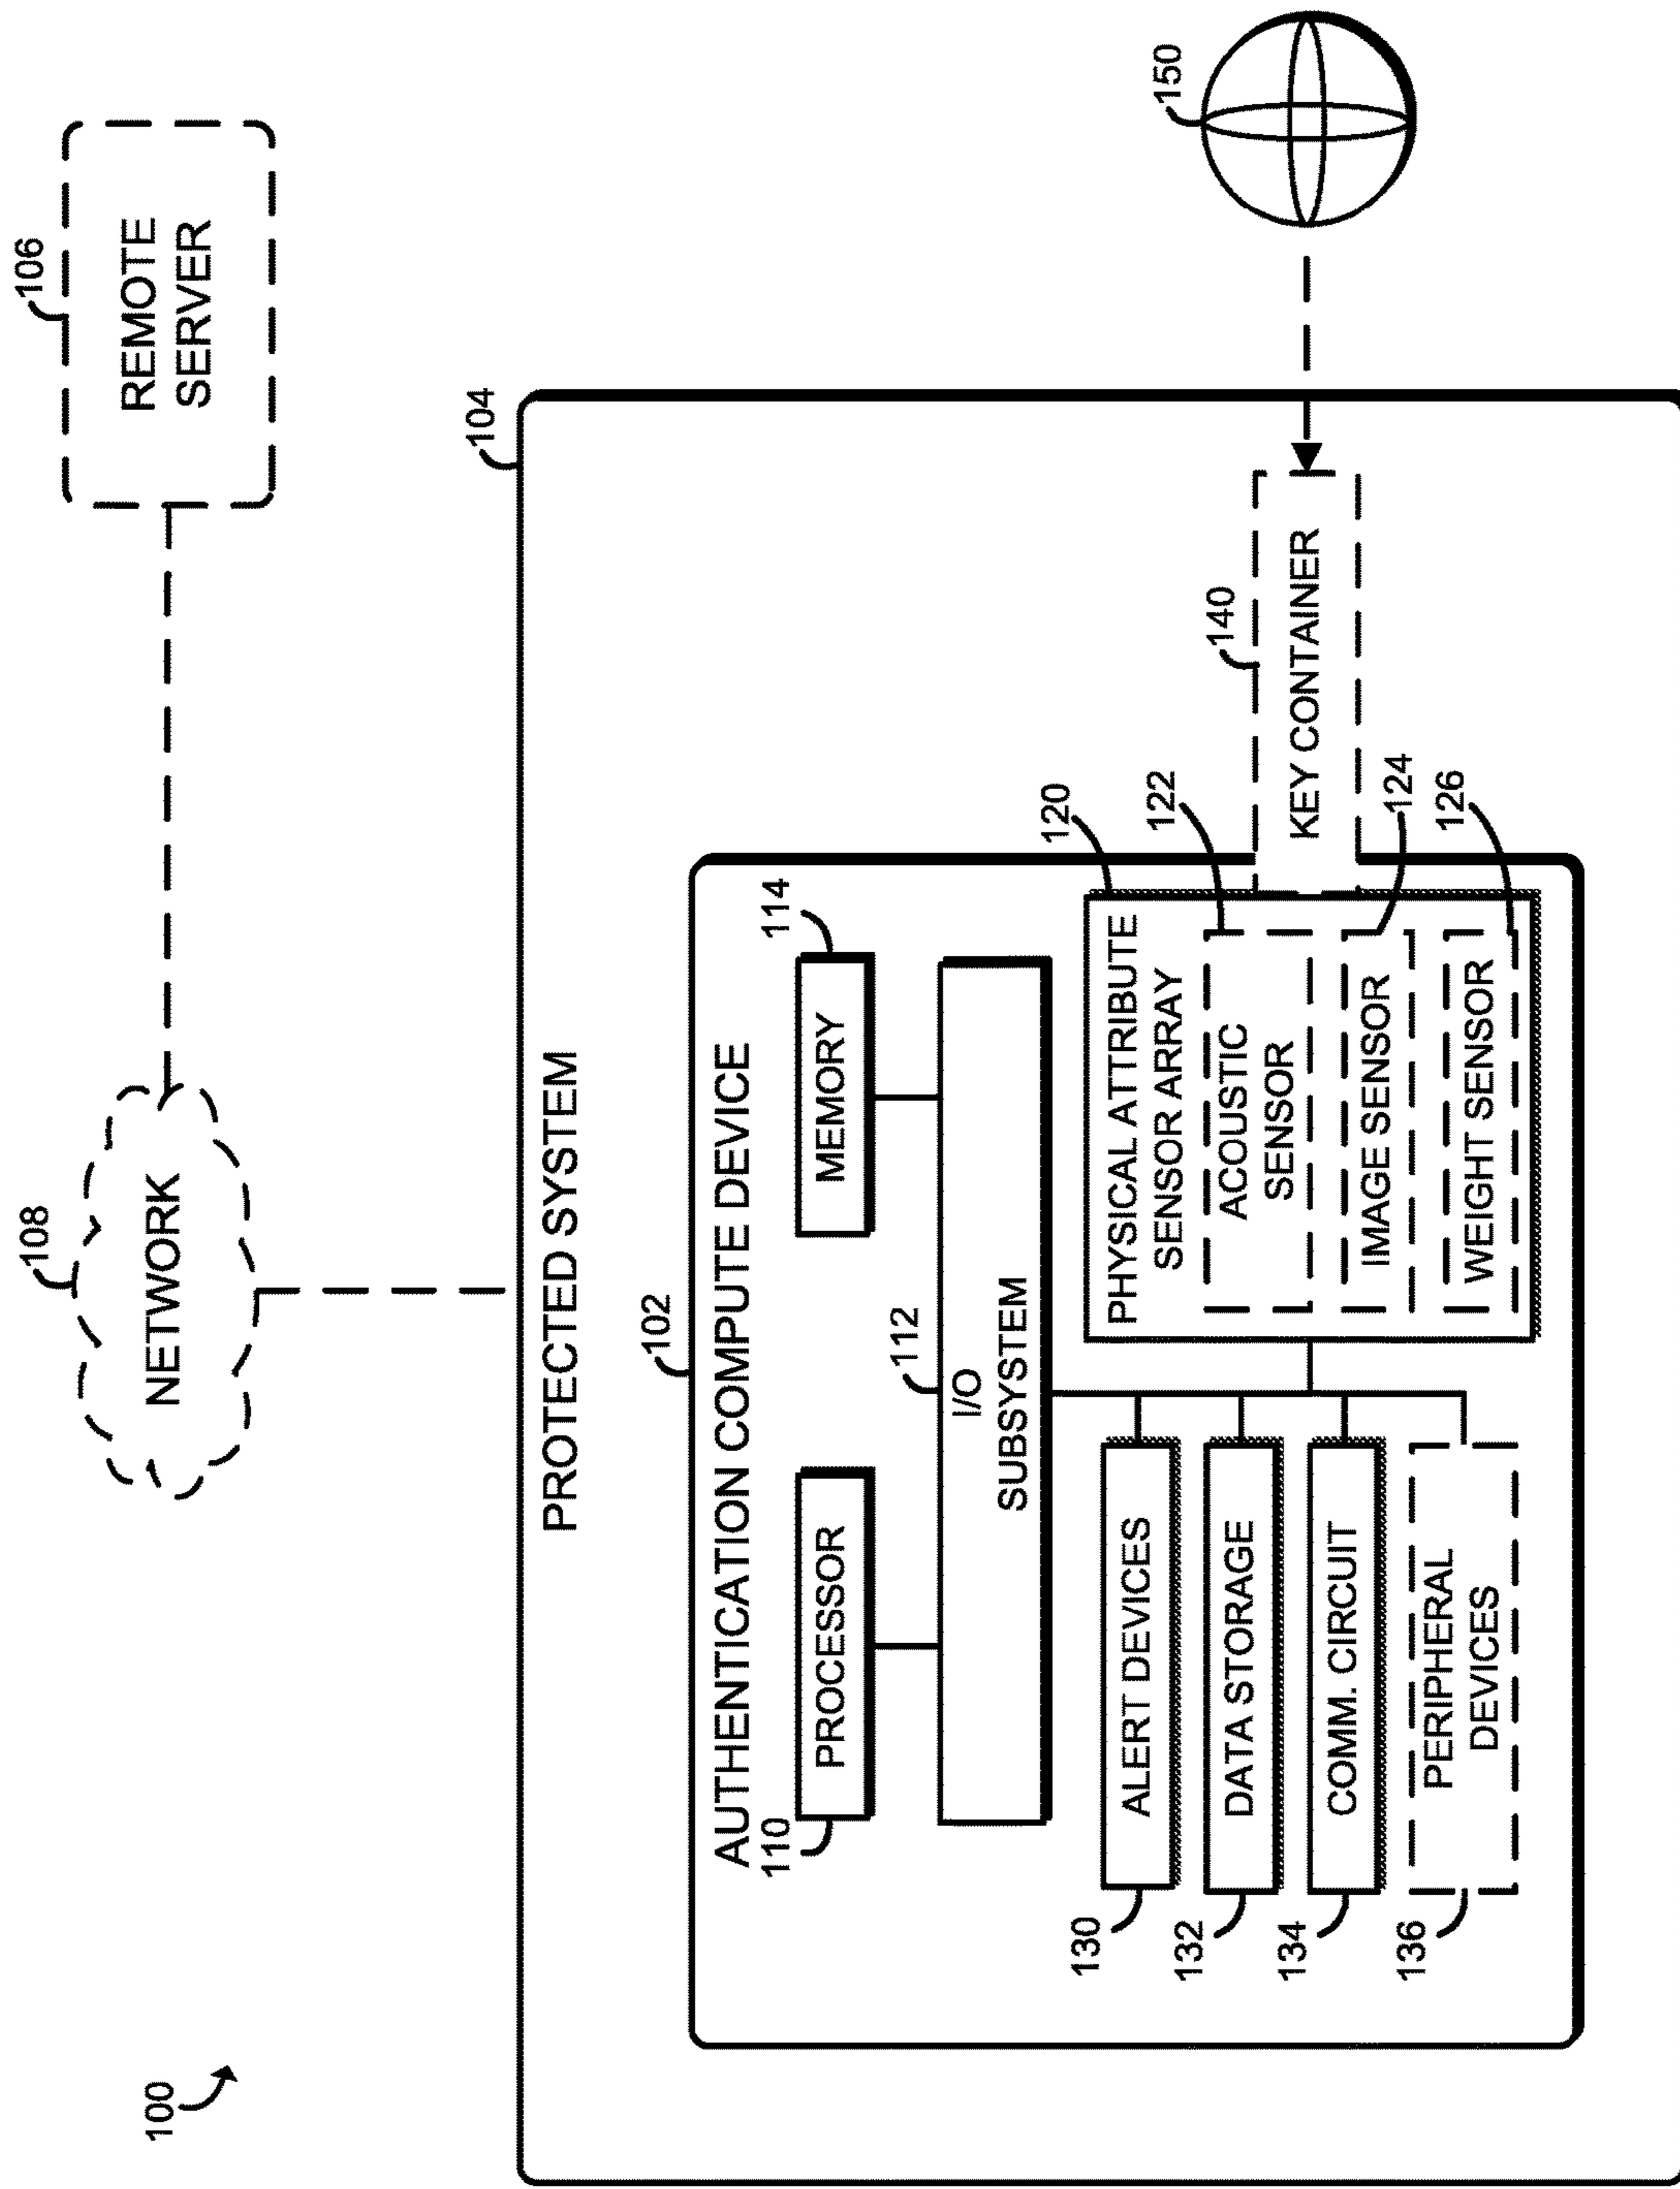 100
108
NETWORK
106
REMOTE
SERVER
104
PROTECTED SYSTEM
102
AUTHENTICATION COMPUTE DEVICE
110
PROCESSOR
114
MEMORY
112
I/O
SUBSYSTEM
130
ALERT DEVICES
132
DATA STORAGE
134
COMM. CIRCUIT
136
PERIPHERAL
DEVICES
120
PHYSICAL ATTRIBUTE
SENSOR ARRAY
122
ACOUSTIC
SENSOR
124
IMAGE SENSOR
126
WEIGHT SENSOR
140
KEY CONTAINER
150